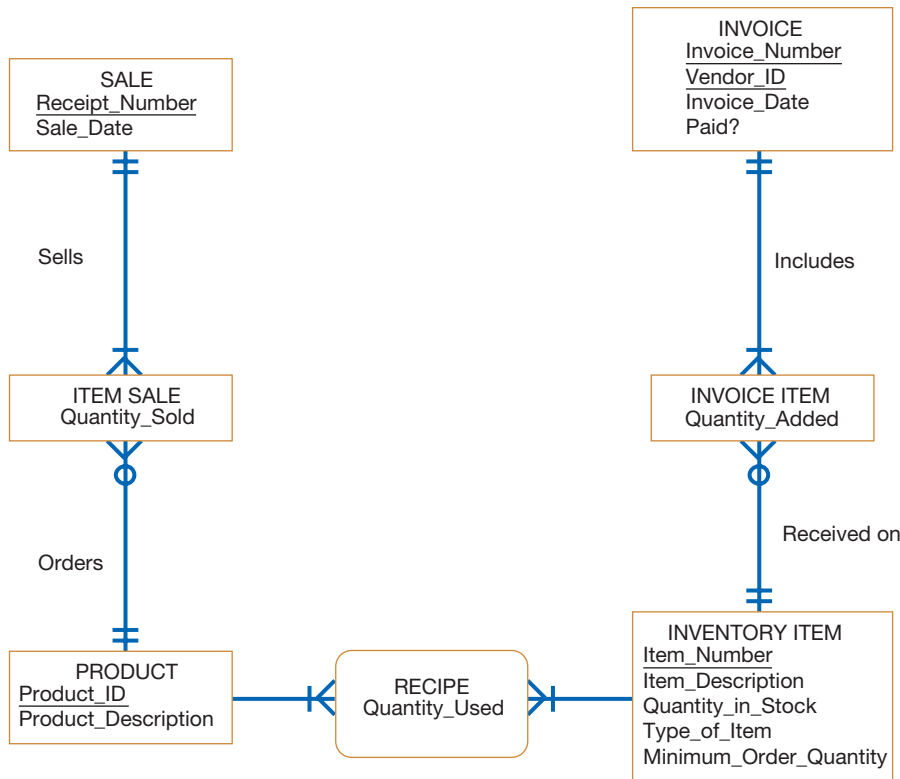 SALE
Receipt_Number
Sale_Date
INVOICE
Invoice_Number
Vendor_ID
Invoice_Date
Paid?
Sells
Includes
ITEM SALE
Quantity_Sold
INVOICE ITEM
Quantity_Added
Orders
Received on
PRODUCT
Product_ID
Product_Description
RECIPE
Quantity_Used
INVENTORY ITEM
Item_Number
Item_Description
Quantity_in_Stock
Type_of_Item
Minimum_Order_Quantity